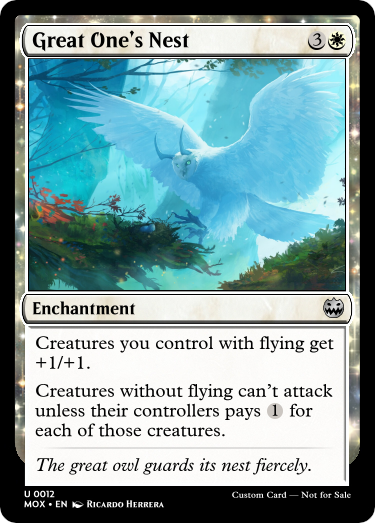 Great One's Nest 3
Enchantment
Creatures you control with flying get
+1/+1.
Creatures without flying can't attack
unless their controllers pays 1 for
each of those creatures.
The great owl guards its nest fiercely.
U 0012
MOX • EN Ricardo Herrera
Custom Card — Not for Sale